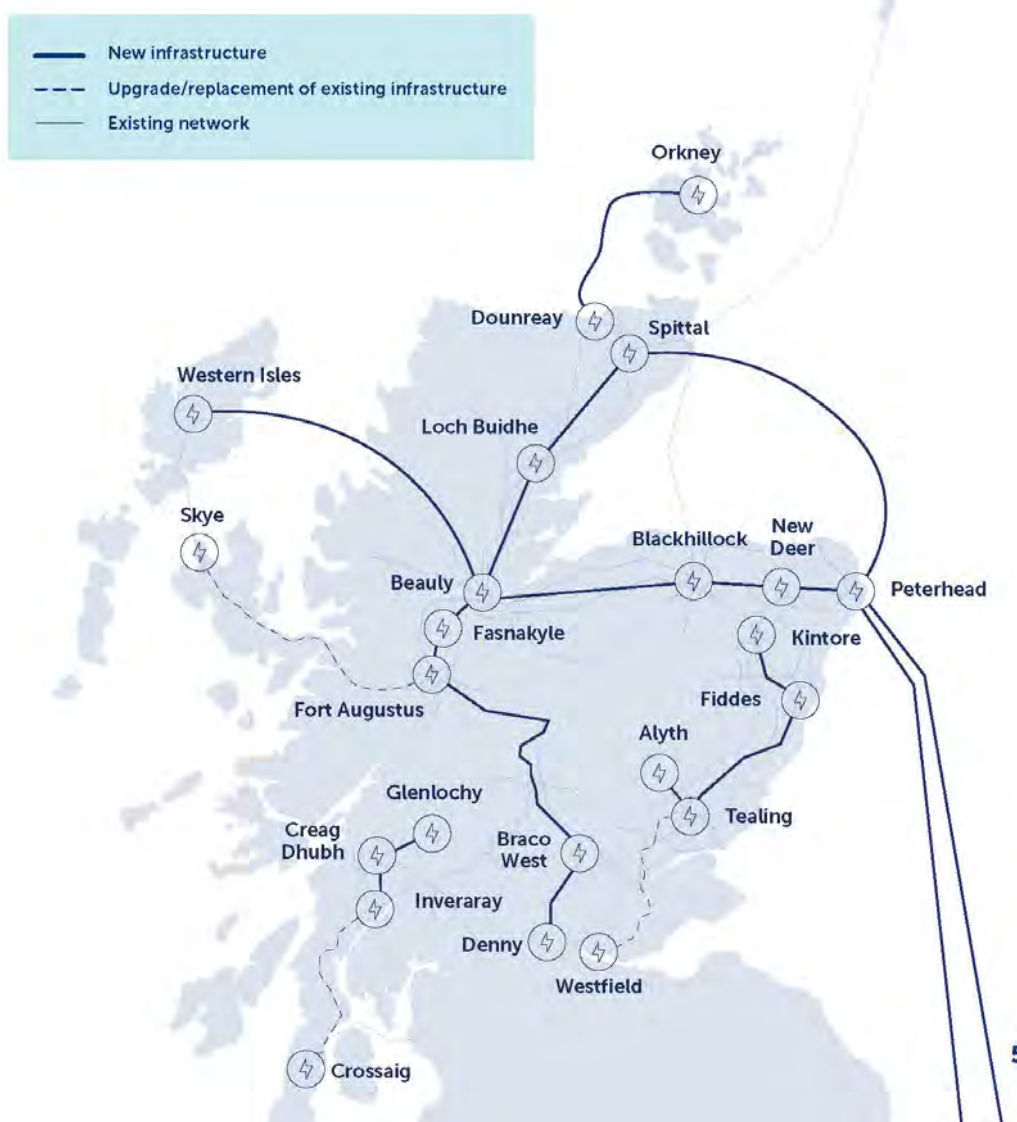 New infrastructure
Upgrade/replacement of existing infrastructure
Existing network
Orkney
Dounreay
Spittal
Western Isles
Loch Buidhe
Skye
Blackhillock
New
Deer
Beauly
Peterhead
Fasnakyle
Kintore
Fort Augustus
Fiddes
Alyth
Glenlochy
Tealing
Creag
Dhubh
Braco
West
Inveraray
Denny
Westfield
Crossaig